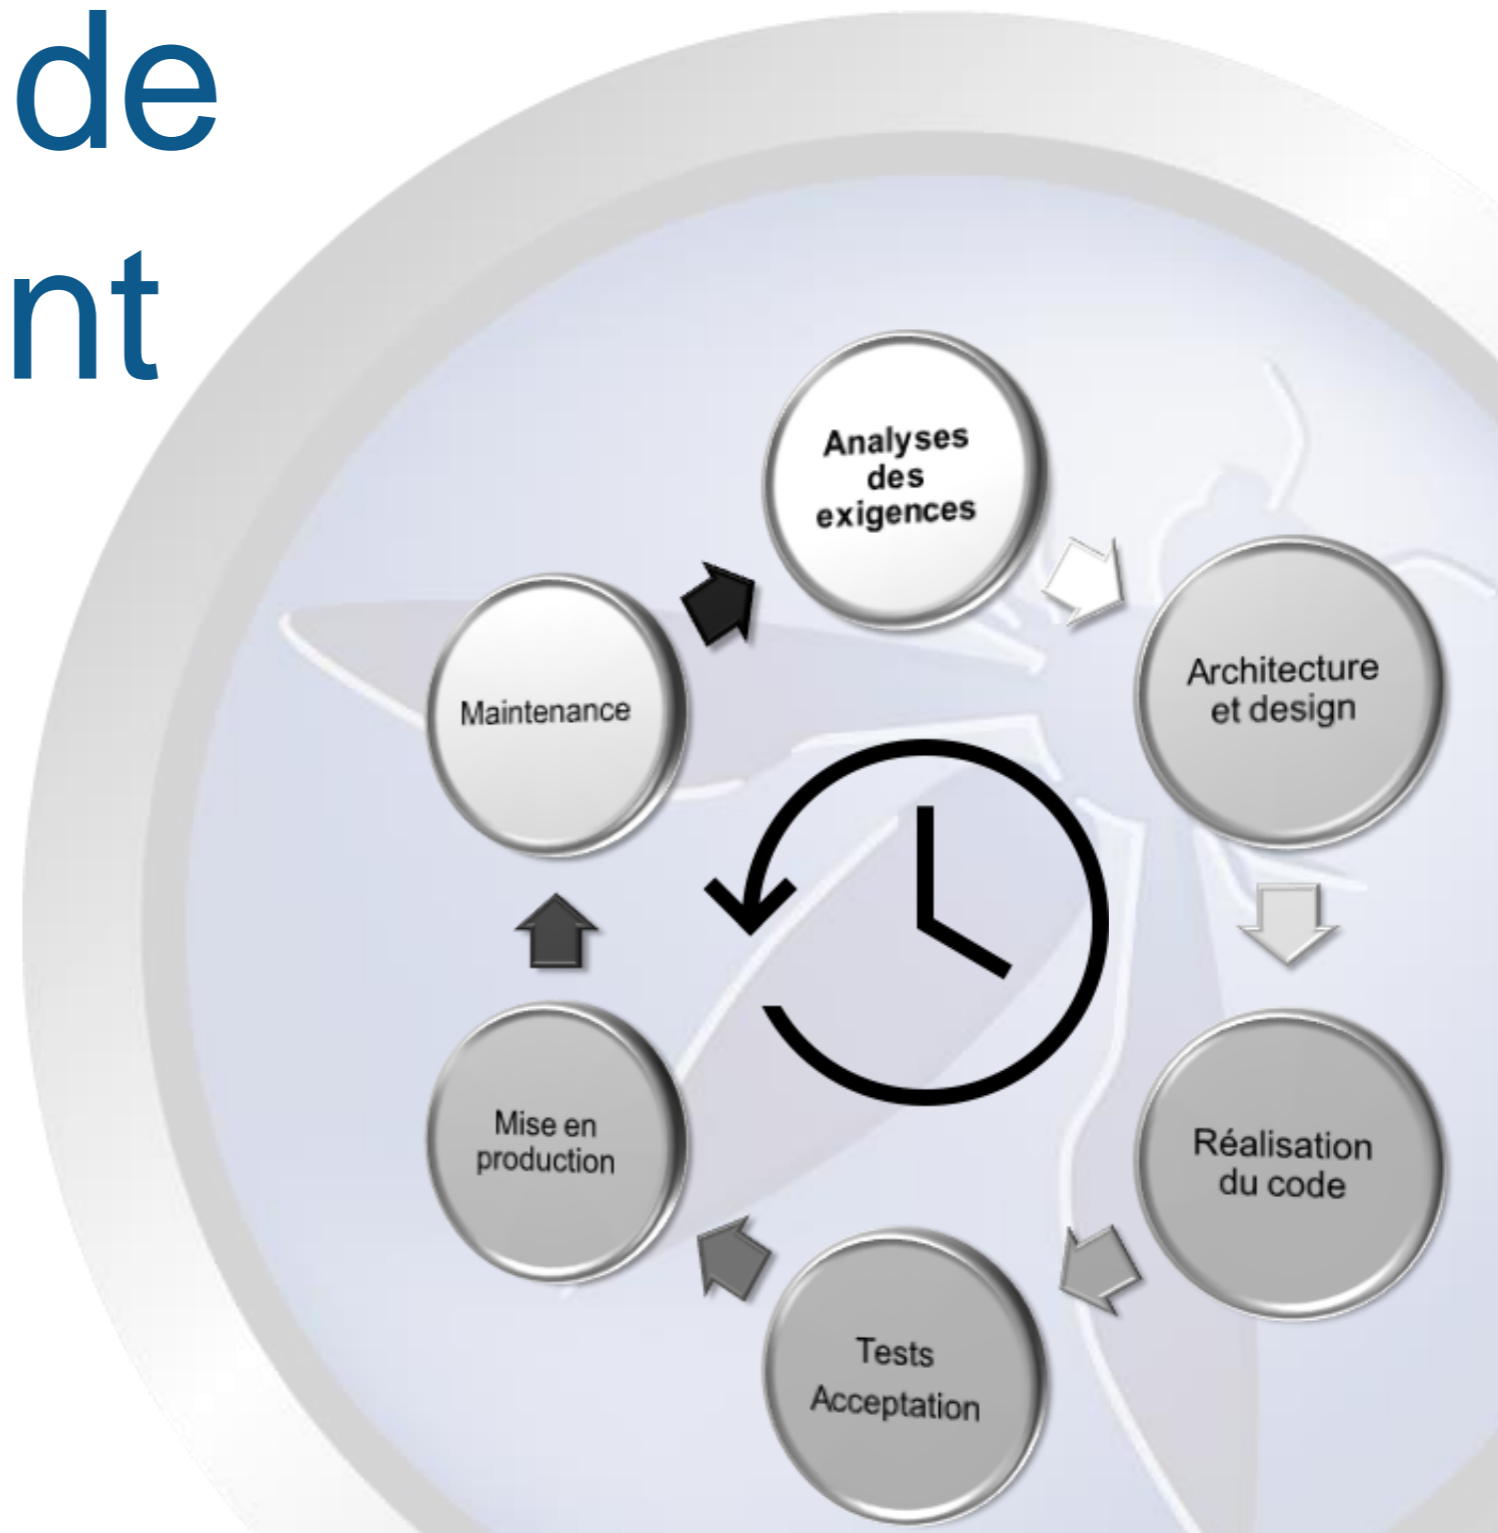 de
nt
Analyses
des
exigences
Architecture
et design
Réalisation
du code
Tests
Acceptation
Mise en
production
Maintenance